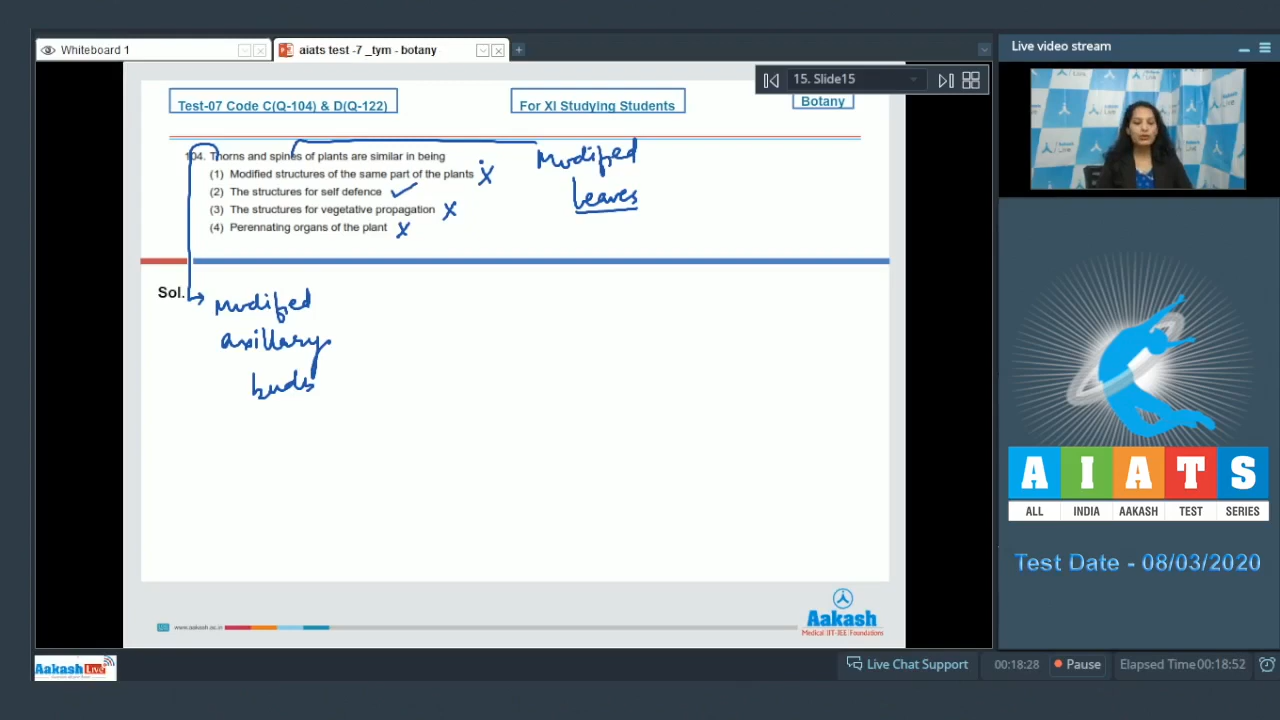 Whiteboard 1
aiats test -7 _tym - botany
Live video stream
15. Slide15
Test-07 Code C(Q-104) & D(Q-122)
For XI Studying Students
Botany
104. Thorns and spines of plants are similar in being
(1) Modified structures of the same part of the plants x
(2) The structures for self defence ✓
(3) The structures for vegetative propagation x
(4) Perennating organs of the plant x
Modified
leaves
Sol.
Modified
axillary
buds
AIATS
ALL INDIA AAKASH TEST SERIES
Test Date - 08/03/2020
www.aakash.ac.in
Aakash
Medical|IIT-JEE|Foundations
Aakash Live
Live Chat Support
00:18:28
Pause
Elapsed Time 00:18:52